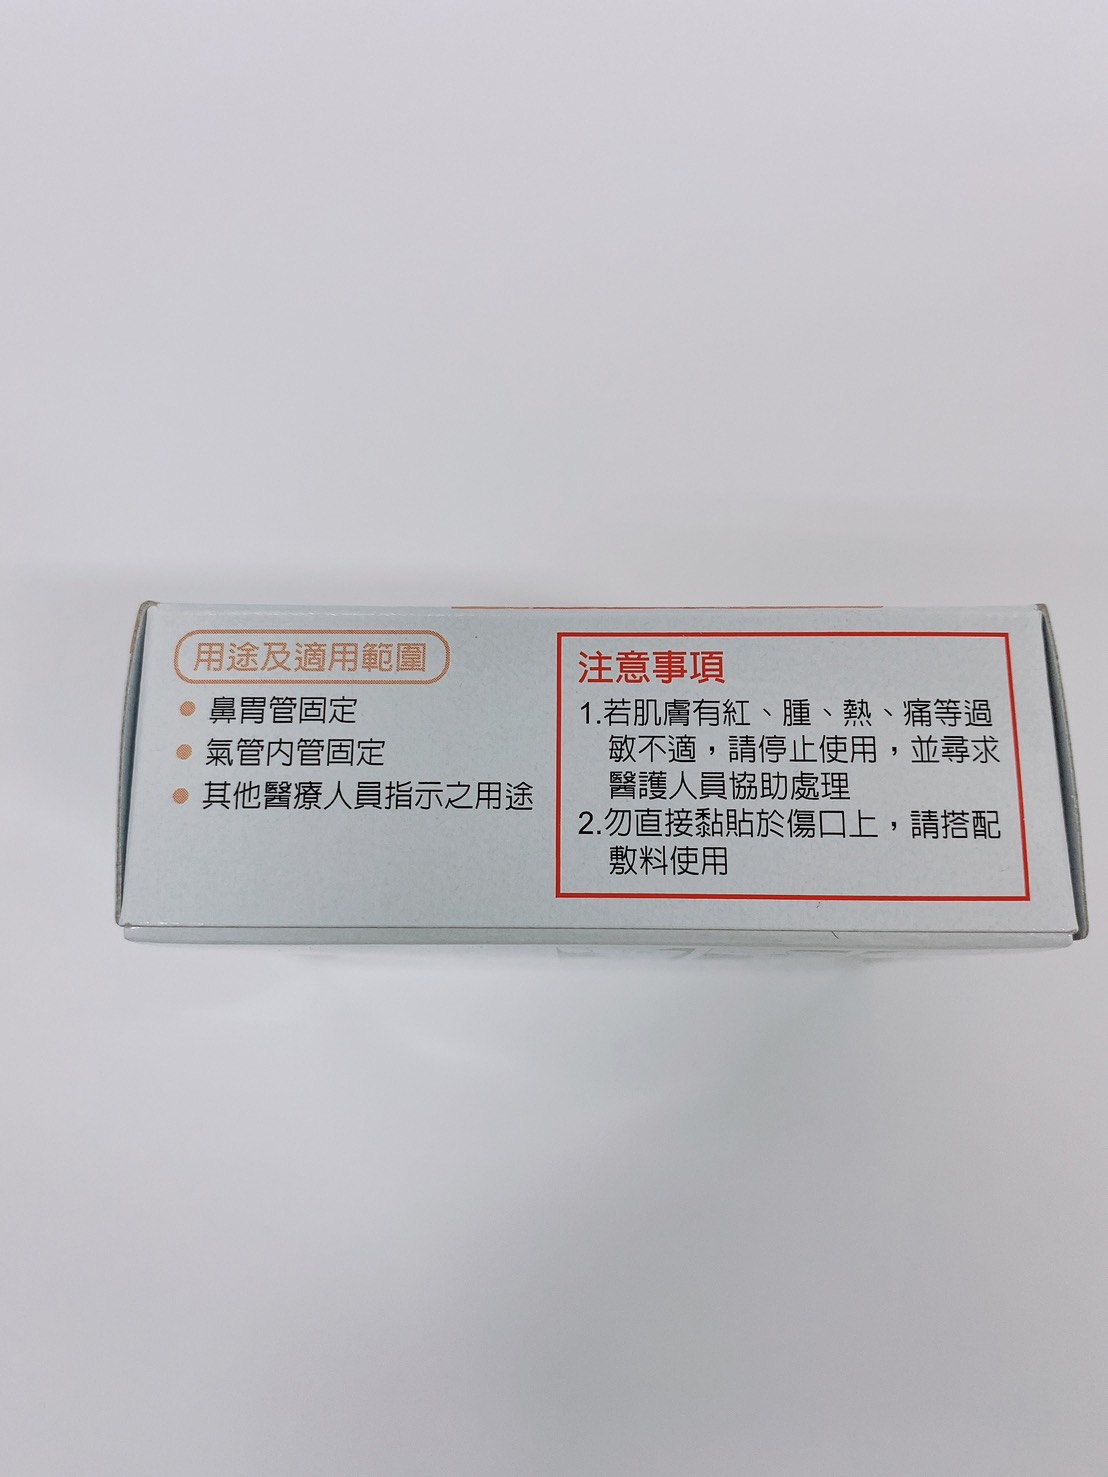 用途及適用範圍
● 鼻胃管固定
● 氣管內管固定
● 其他醫療人員指示之用途
注意事項
1.若肌膚有紅、腫、熱、痛等過
敏不適，請停止使用，並尋求
醫護人員協助處理
2.勿直接黏貼於傷口上，請搭配
敷料使用